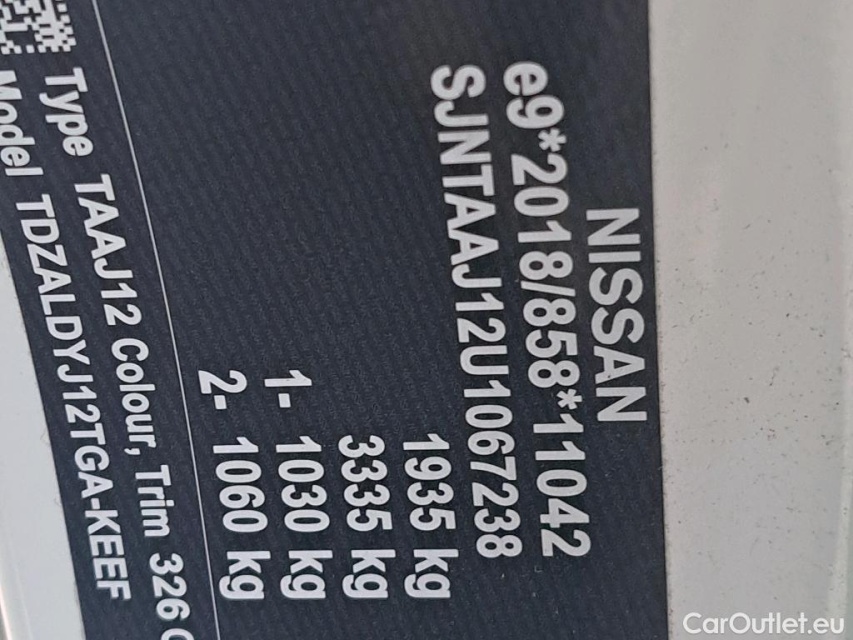 NISSAN
e9*2018/858*11042
SJNTAAJ12U1067238
1935 kg
3335 kg
1- 1030 kg
2- 1060 kg
Type TAAJ12 Colour, Trim 326
Model TDZALDYJ12TGA-KEEF
CarOutlet.eu